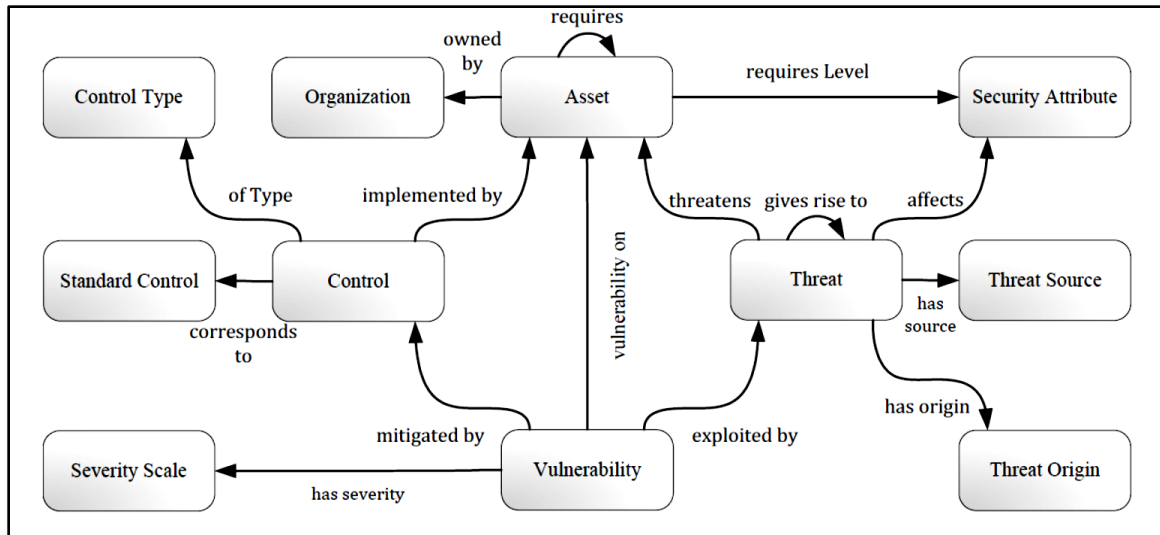 requires
owned
by
requires Level
Control Type
Organization
Asset
Security Attribute
of Type
implemented by
threatens
gives rise to
affects
vulnerability on
Standard Control
Control
Threat
Threat Source
corresponds
to
has
source
mitigated by
exploited by
has origin
Severity Scale
has severity
Vulnerability
Threat Origin